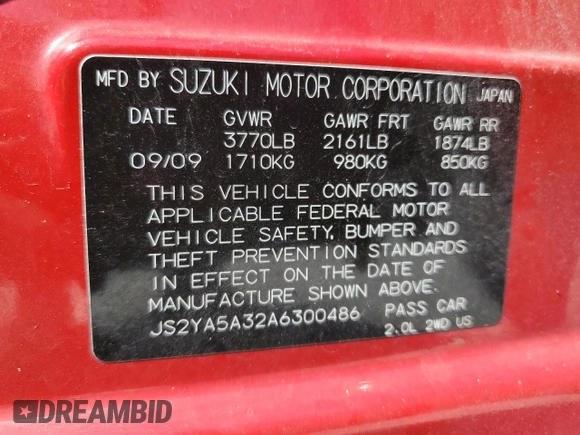 MFD BY SUZUKI MOTOR CORPORATION JAPAN
DATE GVWR GAWR FRT GAWR RR
3770LB 2161LB 1874LB
09/09 1710KG 980KG 850KG
THIS VEHICLE CONFORMS TO ALL
APPLICABLE FEDERAL MOTOR
VEHICLE SAFETY, BUMPER AND
THEFT PREVENTION STANDARDS
IN EFFECT ON THE DATE OF
MANUFACTURE SHOWN ABOVE.
JS2YA5A32A6300486 PASS CAR
2.0L 2WD US
DREAMBID